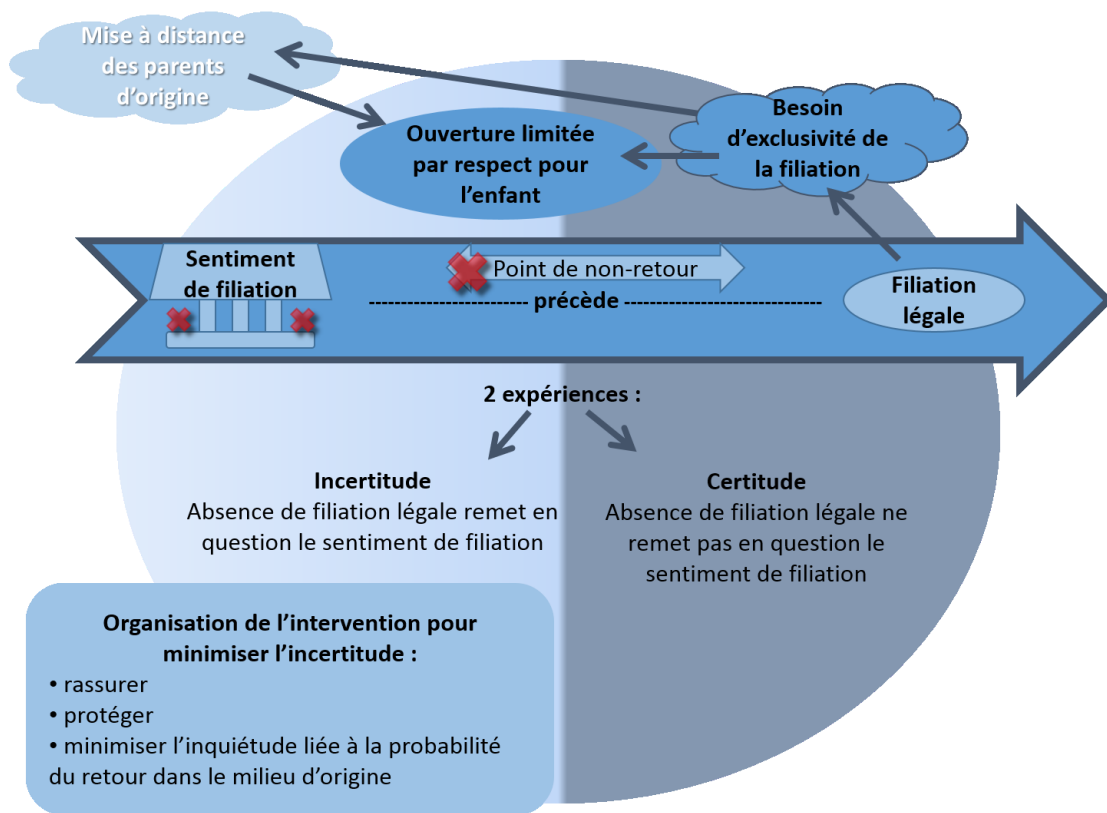 Mise à distance
des parents
d’origine
Besoin
d’exclusivité de
la filiation
Ouverture limitée
par respect pour
l’enfant
Sentiment
de filiation
Point de non-retour
précède
Filiation
légale
2 expériences :
Incertitude
Absence de filiation légale remet en
question le sentiment de filiation
Certitude
Absence de filiation légale ne
remet pas en question le
sentiment de filiation
Organisation de l’intervention pour
minimiser l’incertitude :
• rassurer
• protéger
• minimiser l’inquiétude liée à la probabilité
du retour dans le milieu d’origine